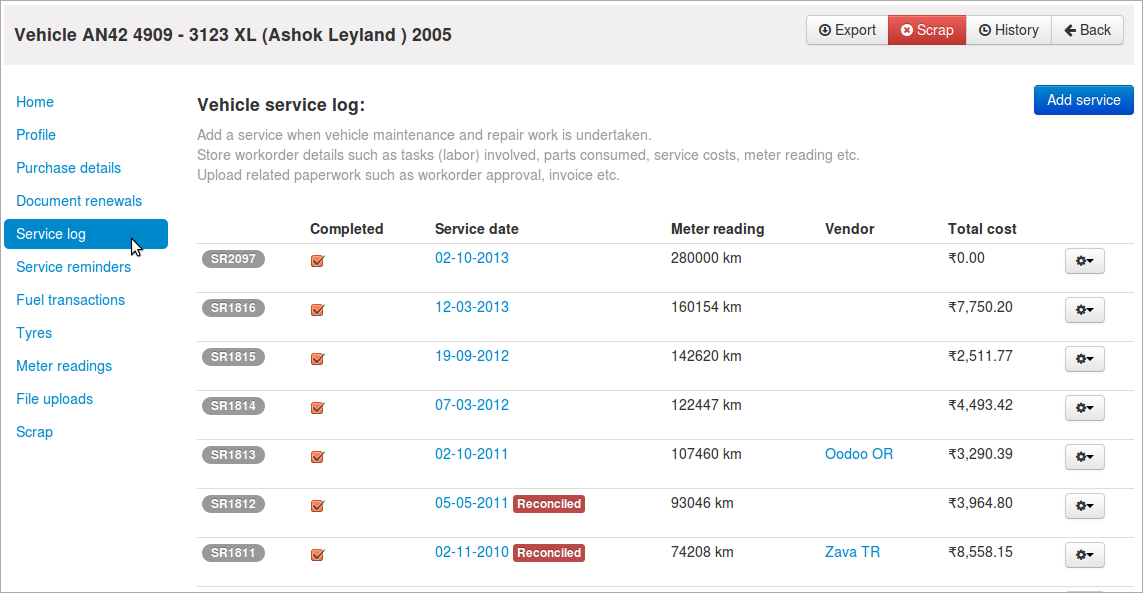 Vehicle AN42 4909 - 3123 XL (Ashok Leyland ) 2005
Export Scrap History Back
Home
Profile
Purchase details
Document renewals
Service log
Service reminders
Fuel transactions
Tyres
Meter readings
File uploads
Scrap
Vehicle service log:
Add service
Add a service when vehicle maintenance and repair work is undertaken.
Store workorder details such as tasks (labor) involved, parts consumed, service costs, meter reading etc.
Upload related paperwork such as workorder approval, invoice etc.
Completed Service date Meter reading Vendor Total cost
SR2097 02-10-2013 280000 km ₹0.00
SR1816 12-03-2013 160154 km ₹7,750.20
SR1815 19-09-2012 142620 km ₹2,511.77
SR1814 07-03-2012 122447 km ₹4,493.42
SR1813 02-10-2011 107460 km Oodoo OR ₹3,290.39
SR1812 05-05-2011 Reconciled 93046 km ₹3,964.80
SR1811 02-11-2010 Reconciled 74208 km Zava TR ₹8,558.15